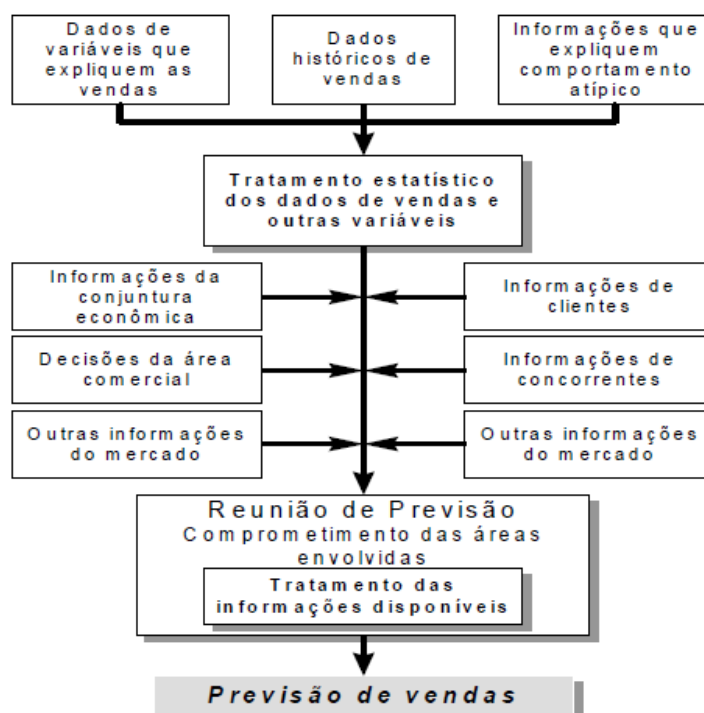 Dados de
variáveis que
expliquem as
vendas
Dados
históricos de
vendas
Informações que
expliquem
comportamento
atípico
Tratamento estatístico
dos dados de vendas e
outras variáveis
Informações da
conjuntura
econômica
Informações de
clientes
Decisões da área
comercial
Informações de
concorrentes
Outras informações
do mercado
Outras informações
do mercado
Reunião de Previsão
Comprometimento das áreas
envolvidas
Tratamento das
informações disponíveis
Previsão de vendas